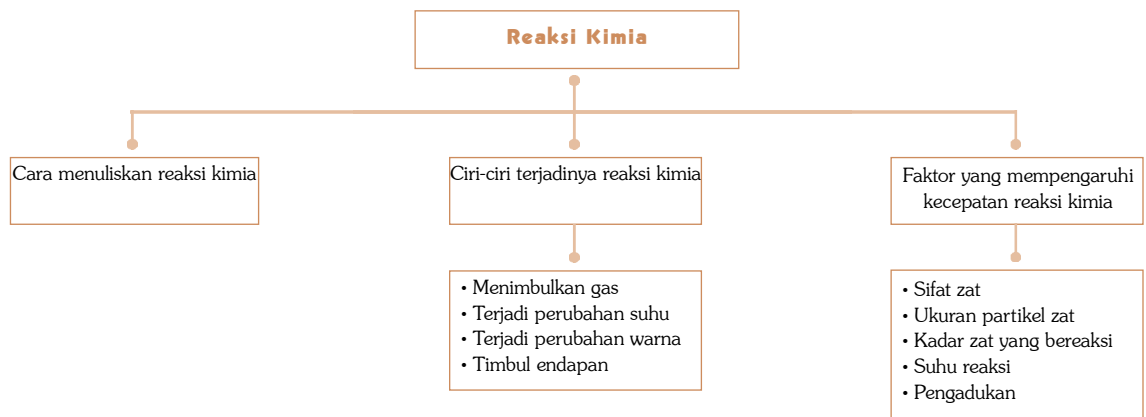 Reaksi Kimia
Cara menuliskan reaksi kimia
Ciri-ciri terjadinya reaksi kimia
• Menimbulkan gas
• Terjadi perubahan suhu
• Terjadi perubahan warna
• Timbul endapan
Faktor yang mempengaruhi
kecepatan reaksi kimia
• Sifat zat
• Ukuran partikel zat
• Kadar zat yang bereaksi
• Suhu reaksi
• Pengadukan